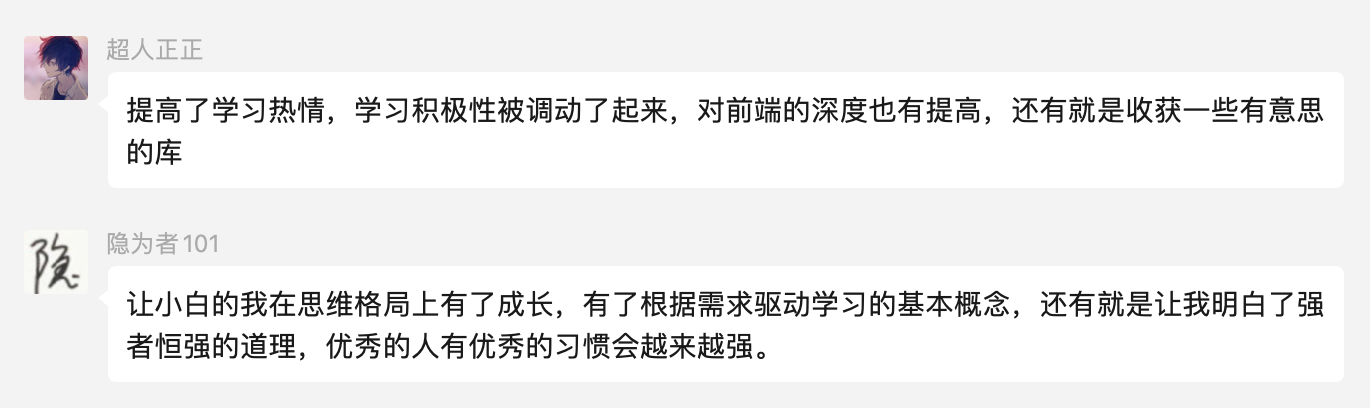 超人正正
提高了学习热情，学习积极性被调动了起来，对前端的深度也有提高，还有就是收获一些有意思
的库
隐
隐为者101
让小白的我在思维格局上有了成长，有了根据需求驱动学习的基本概念，还有就是让我明白了强
者恒强的道理，优秀的人有优秀的习惯会越来越强。